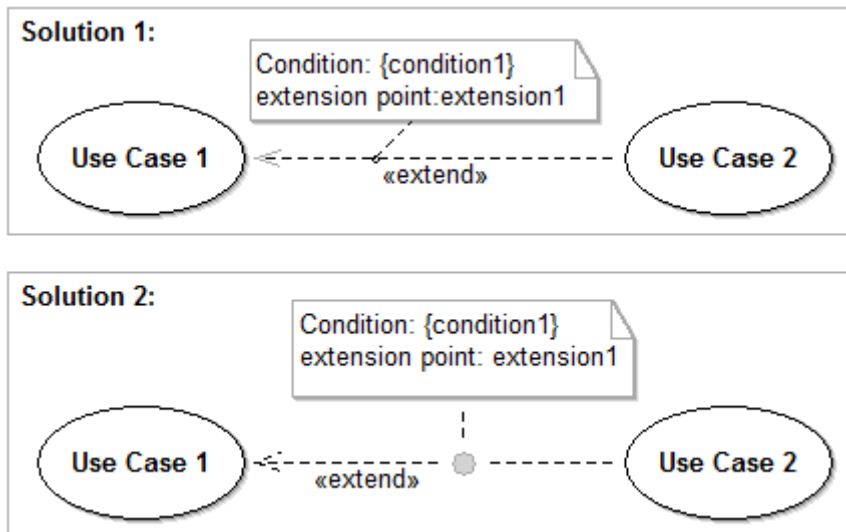 Solution 1:
Condition: {condition1}
extension point:extension1
Use Case 1
«extend»
Use Case 2
Solution 2:
Condition: {condition1}
extension point: extension1
Use Case 1
«extend»
Use Case 2